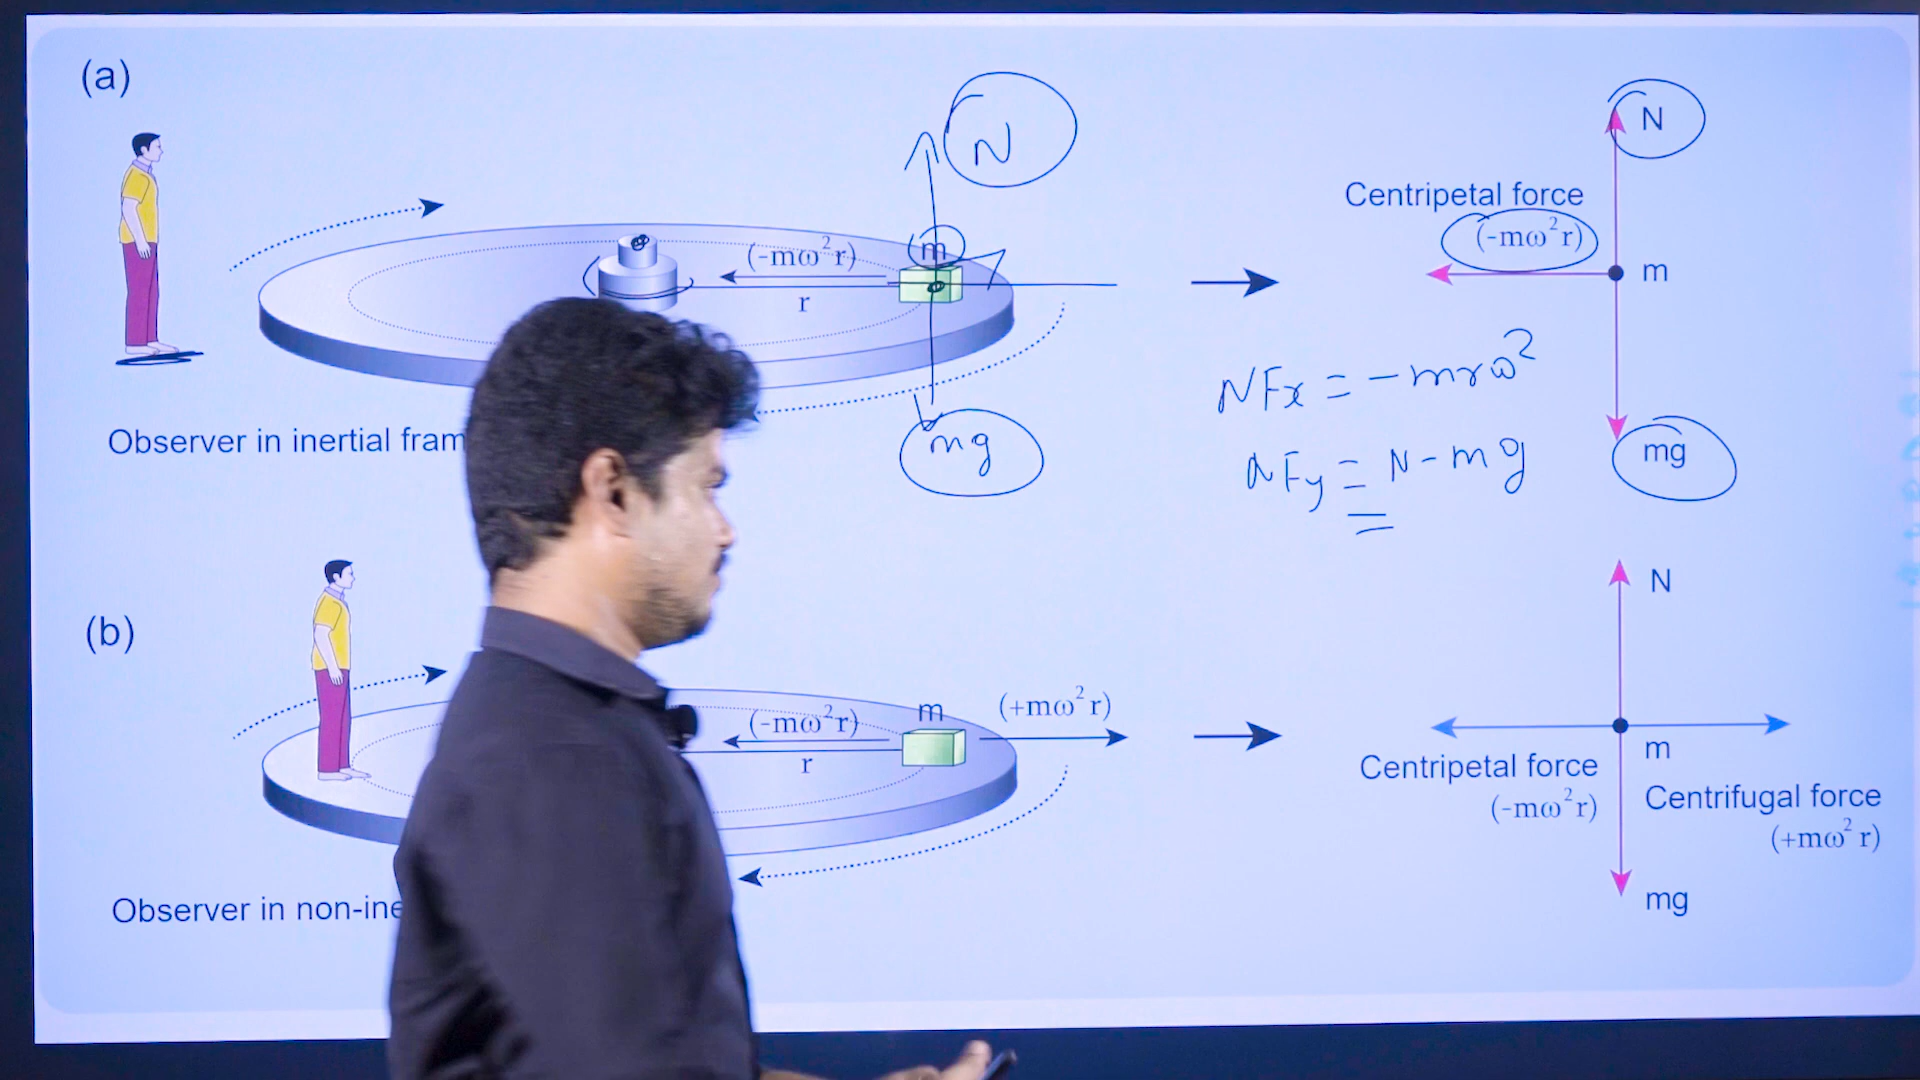 (a)
N
Centripetal force
(-mω²r)
N
m
(-mω²r)
r
m
NFx = -mrω²
NFy = N-mg
mg
mg
Observer in inertial fram
(b)
N
m
(-mω²r)
r
(+mω²r)
m
Centripetal force
(-mω²r)
Centrifugal force
(+mω²r)
mg
Observer in non-ine